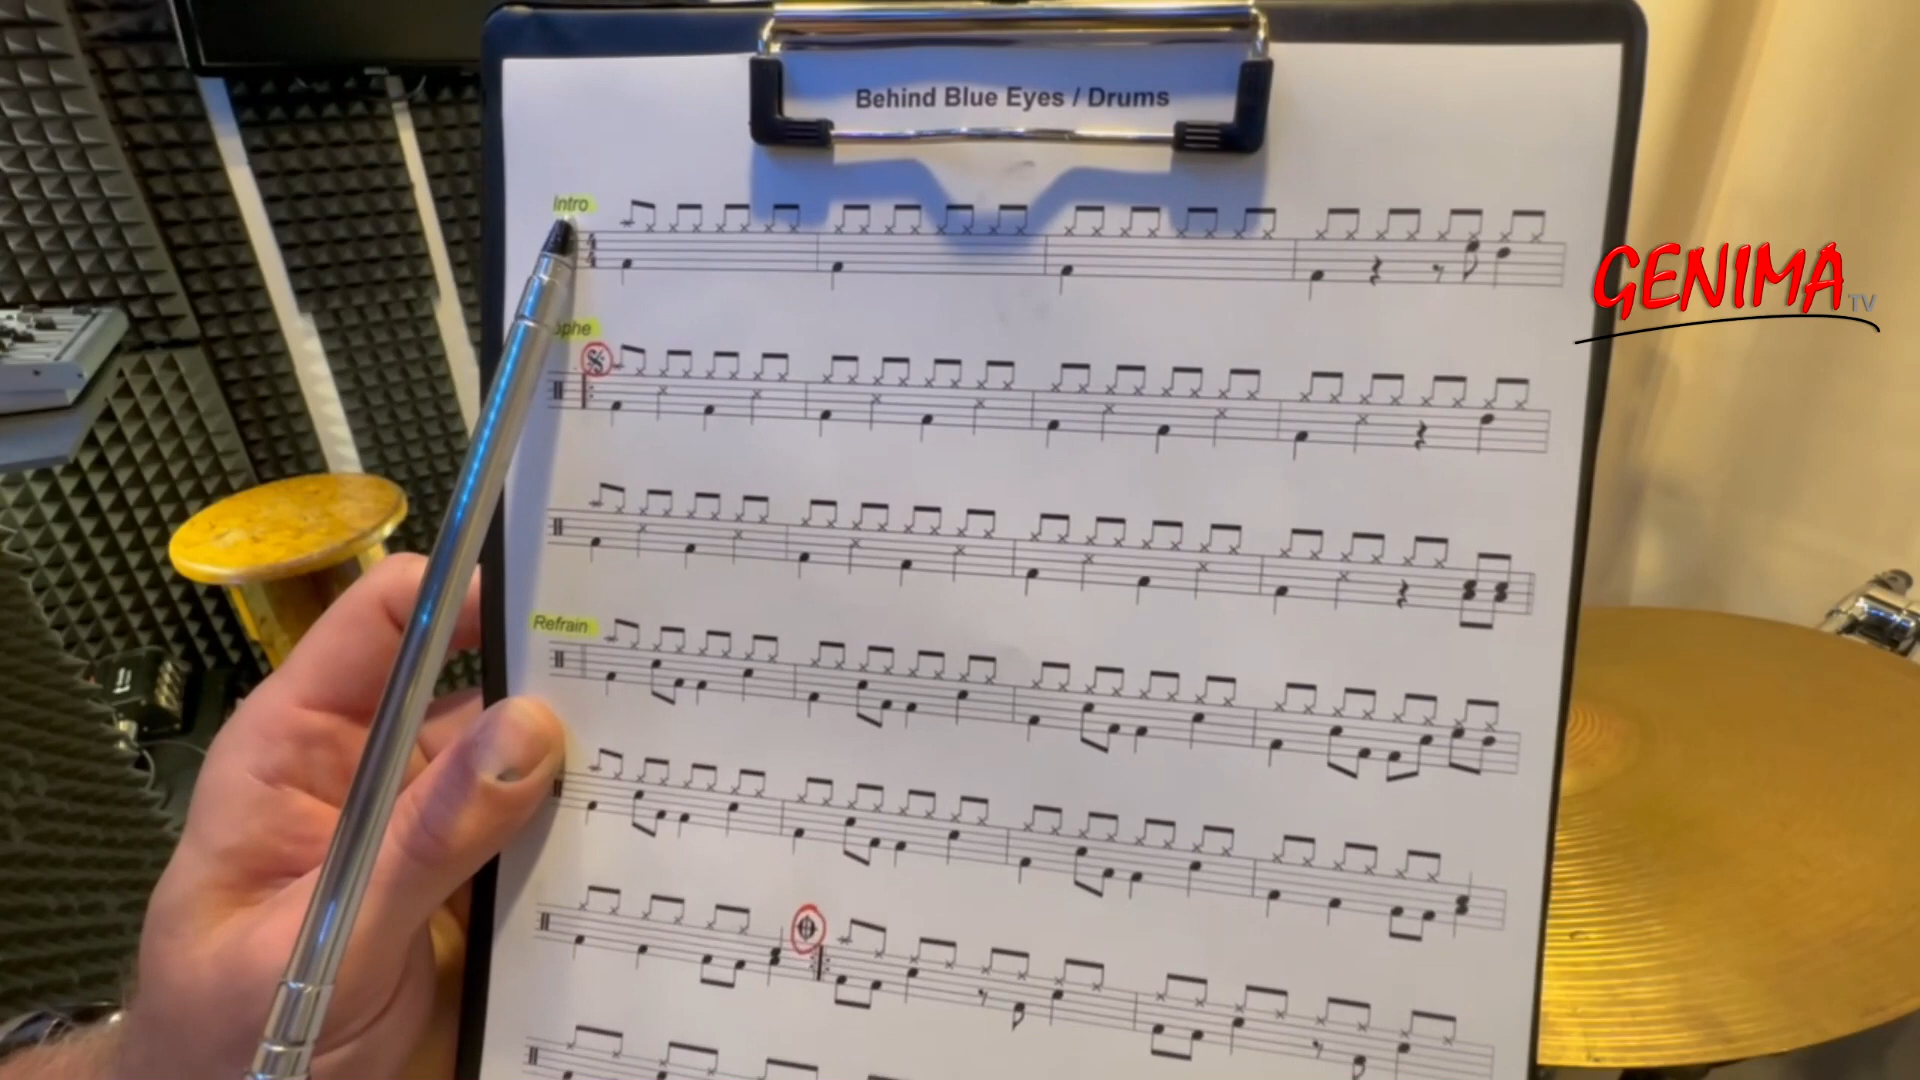 Behind Blue Eyes / Drums
Intro
GENIMA TV
ophe
Refrain